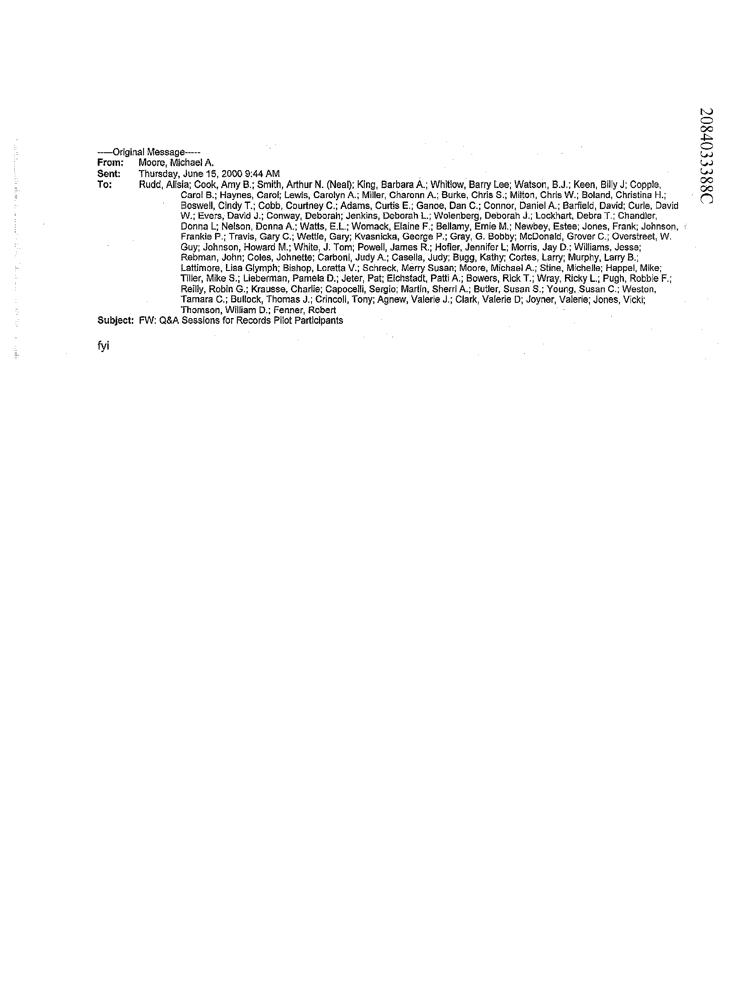 -----Original Message-----
From: Moore, Michael A.
Sent: Thursday, June 15, 2000 9:44 AM
To: Rudd, Alisia; Cook, Amy B.; Smith, Arthur N. (Neal); King, Barbara A.; Whitlow, Barry Lee; Watson, B.J.; Keen, Billy J; Copple,
Carol B.; Haynes, Carol; Lewis, Carolyn A.; Miller, Charonn A.; Burke, Chris S.; Milton, Chris W.; Boland, Christina H.;
Boswell, Cindy T.; Cobb, Courtney C.; Adams, Curtis E.; Ganoe, Dan C.; Connor, Daniel A.; Barfield, David; Curle, David
W.; Evers, David J.; Conway, Deborah; Jenkins, Deborah L.; Wolenberg, Deborah J.; Lockhart, Debra T.; Chandler,
Donna L; Nelson, Donna A.; Watts, E.L.; Womack, Elaine F.; Bellamy, Ernie M.; Newbey, Estee; Jones, Frank; Johnson,
Frankie P.; Travis, Gary C.; Wettle, Gary; Kvasnicka, George P.; Gray, G. Bobby; McDonald, Grover C.; Overstreet, W.
Guy; Johnson, Howard M.; White, J. Tom; Powell, James R.; Hofler, Jennifer L; Morris, Jay D.; Williams, Jesse;
Rebman, John; Coles, Johnette; Carboni, Judy A.; Casella, Judy; Bugg, Kathy; Cortes, Larry; Murphy, Larry B.;
Lattimore, Lisa Glymph; Bishop, Loretta V.; Schreck, Merry Susan; Moore, Michael A.; Stine, Michelle; Happel, Mike;
Tiller, Mike S.; Lieberman, Pamela D.; Jeter, Pat; Eichstadt, Patti A.; Bowers, Rick T.; Wray, Ricky L.; Pugh, Robbie F.;
Reilly, Robin G.; Krausse, Charlie; Capocelli, Sergio; Martin, Sherri A.; Butler, Susan S.; Young, Susan C.; Weston,
Tamara C.; Bullock, Thomas J.; Crincoli, Tony; Agnew, Valerie J.; Clark, Valerie D; Joyner, Valerie; Jones, Vicki;
Thomson, William D.; Fenner, Robert
Subject: FW: Q&A Sessions for Records Pilot Participants
fyi
2084033388C